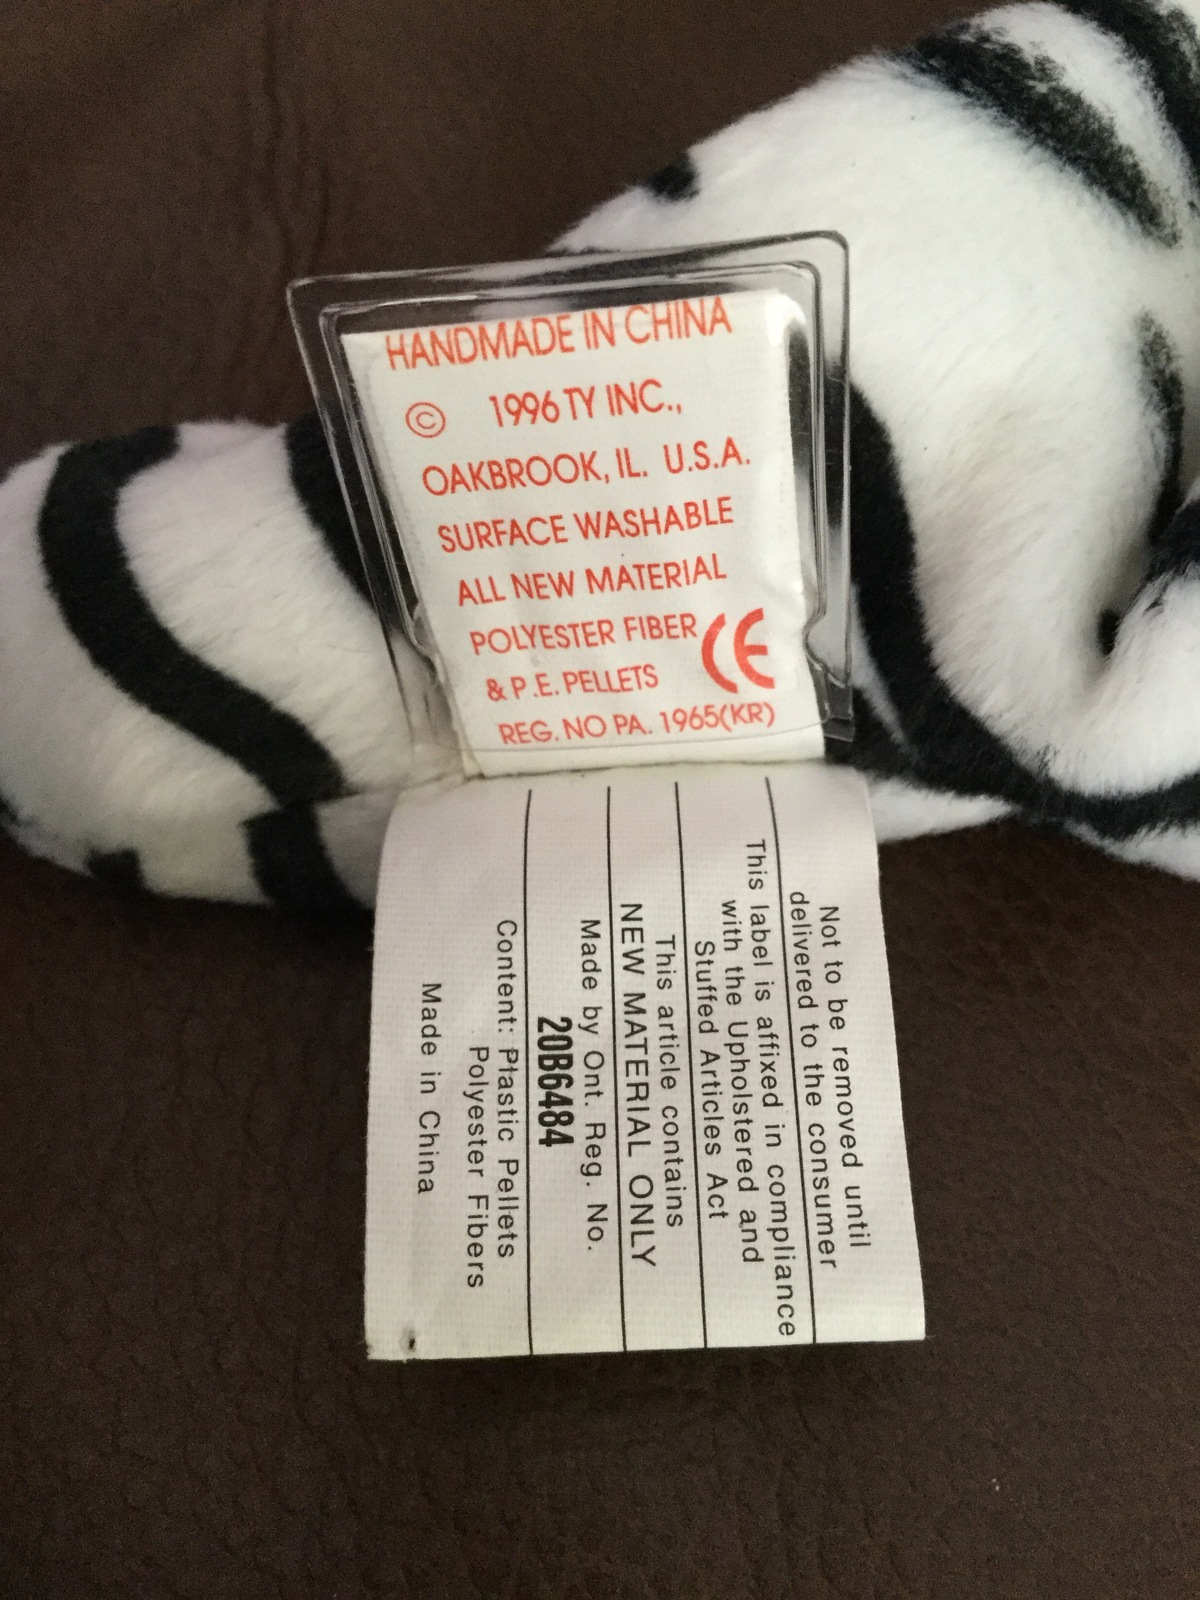 HANDMADE IN CHINA
© 1996 TY INC.,
OAKBROOK, IL. U.S.A.
SURFACE WASHABLE
ALL NEW MATERIAL
POLYESTER FIBER
& P.E. PELLETS CE
REG. NO PA. 1965(KR)
Not to be removed until
delivered to the consumer
This label is affixed in compliance
with the Upholstered and
Stuffed Articles Act
This article contains
NEW MATERIAL ONLY
Made by Ont. Reg. No.
20B6484
Content: Plastic Pellets
Polyester Fibers
Made in China